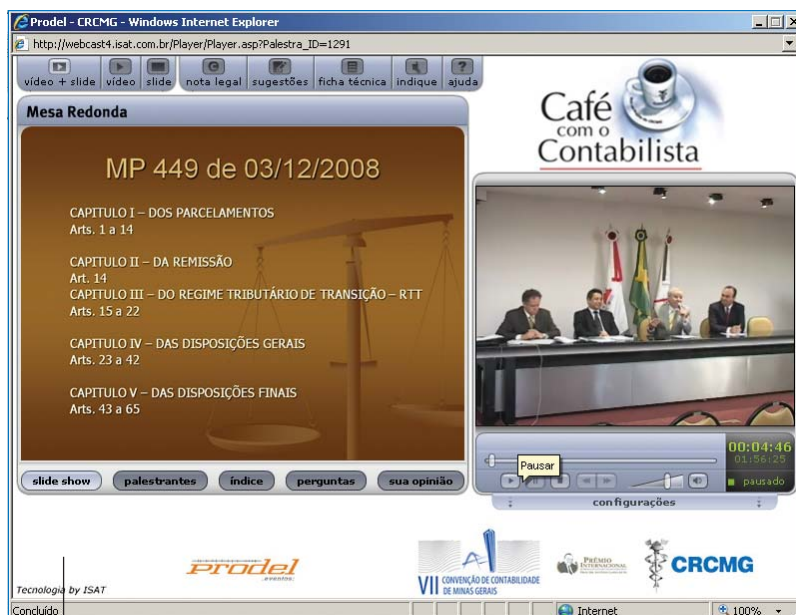 Prodel - CRCMG - Windows Internet Explorer
http://webcast4.isat.com.br/Player/Player.asp?Palestra_ID=1291
vídeo + slide vídeo slide nota legal sugestões ficha técnica indique ajuda
Mesa Redonda
MP 449 de 03/12/2008
CAPITULO I – DOS PARCELAMENTOS
Arts. 1 a 14
CAPITULO II – DA REMISSÃO
Art. 14
CAPITULO III – DO REGIME TRIBUTÁRIO DE TRANSIÇÃO – RTT
Arts. 15 a 22
CAPITULO IV – DAS DISPOSIÇÕES GERAIS
Arts. 23 a 42
CAPITULO V – DAS DISPOSIÇÕES FINAIS
Arts. 43 a 65
slide show palestrantes índice perguntas sua opinião
Café
com o
Contabilista
00:04:46
01:56:25
Pausar
pausado
configurações
Tecnologia by ISAT
Prodel
eventos
VII CONVENÇÃO DE CONTABILIDADE
DE MINAS GERAIS
PRÊMIO
INTERNACIONAL
CRCMG
Concluído Internet 100%